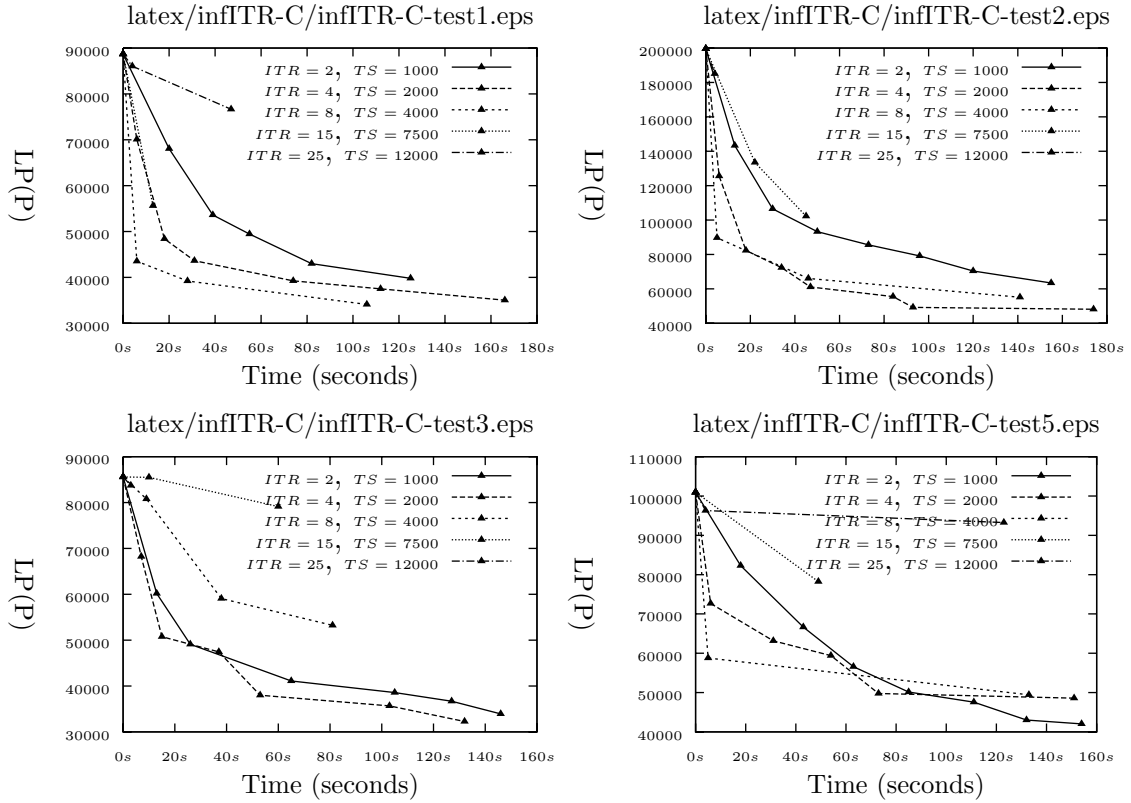 latex/infITR-C/infITR-C-test1.eps
90000
80000
70000
60000
50000
40000
30000
LP(P)
ITR = 2, TS = 1000
ITR = 4, TS = 2000
ITR = 8, TS = 4000
ITR = 15, TS = 7500
ITR = 25, TS = 12000
0s 20s 40s 60s 80s 100s 120s 140s 160s 180s
Time (seconds)
latex/infITR-C/infITR-C-test2.eps
200000
180000
160000
140000
120000
100000
80000
60000
40000
LP(P)
ITR = 2, TS = 1000
ITR = 4, TS = 2000
ITR = 8, TS = 4000
ITR = 15, TS = 7500
ITR = 25, TS = 12000
0s 20s 40s 60s 80s 100s 120s 140s 160s 180s
Time (seconds)
latex/infITR-C/infITR-C-test3.eps
90000
80000
70000
60000
50000
40000
30000
LP(P)
ITR = 2, TS = 1000
ITR = 4, TS = 2000
ITR = 8, TS = 4000
ITR = 15, TS = 7500
ITR = 25, TS = 12000
0s 20s 40s 60s 80s 100s 120s 140s 160s
Time (seconds)
latex/infITR-C/infITR-C-test5.eps
110000
100000
90000
80000
70000
60000
50000
40000
LP(P)
ITR = 2, TS = 1000
ITR = 4, TS = 2000
ITR = 8, TS = 4000
ITR = 15, TS = 7500
ITR = 25, TS = 12000
0s 20s 40s 60s 80s 100s 120s 140s 160s
Time (seconds)